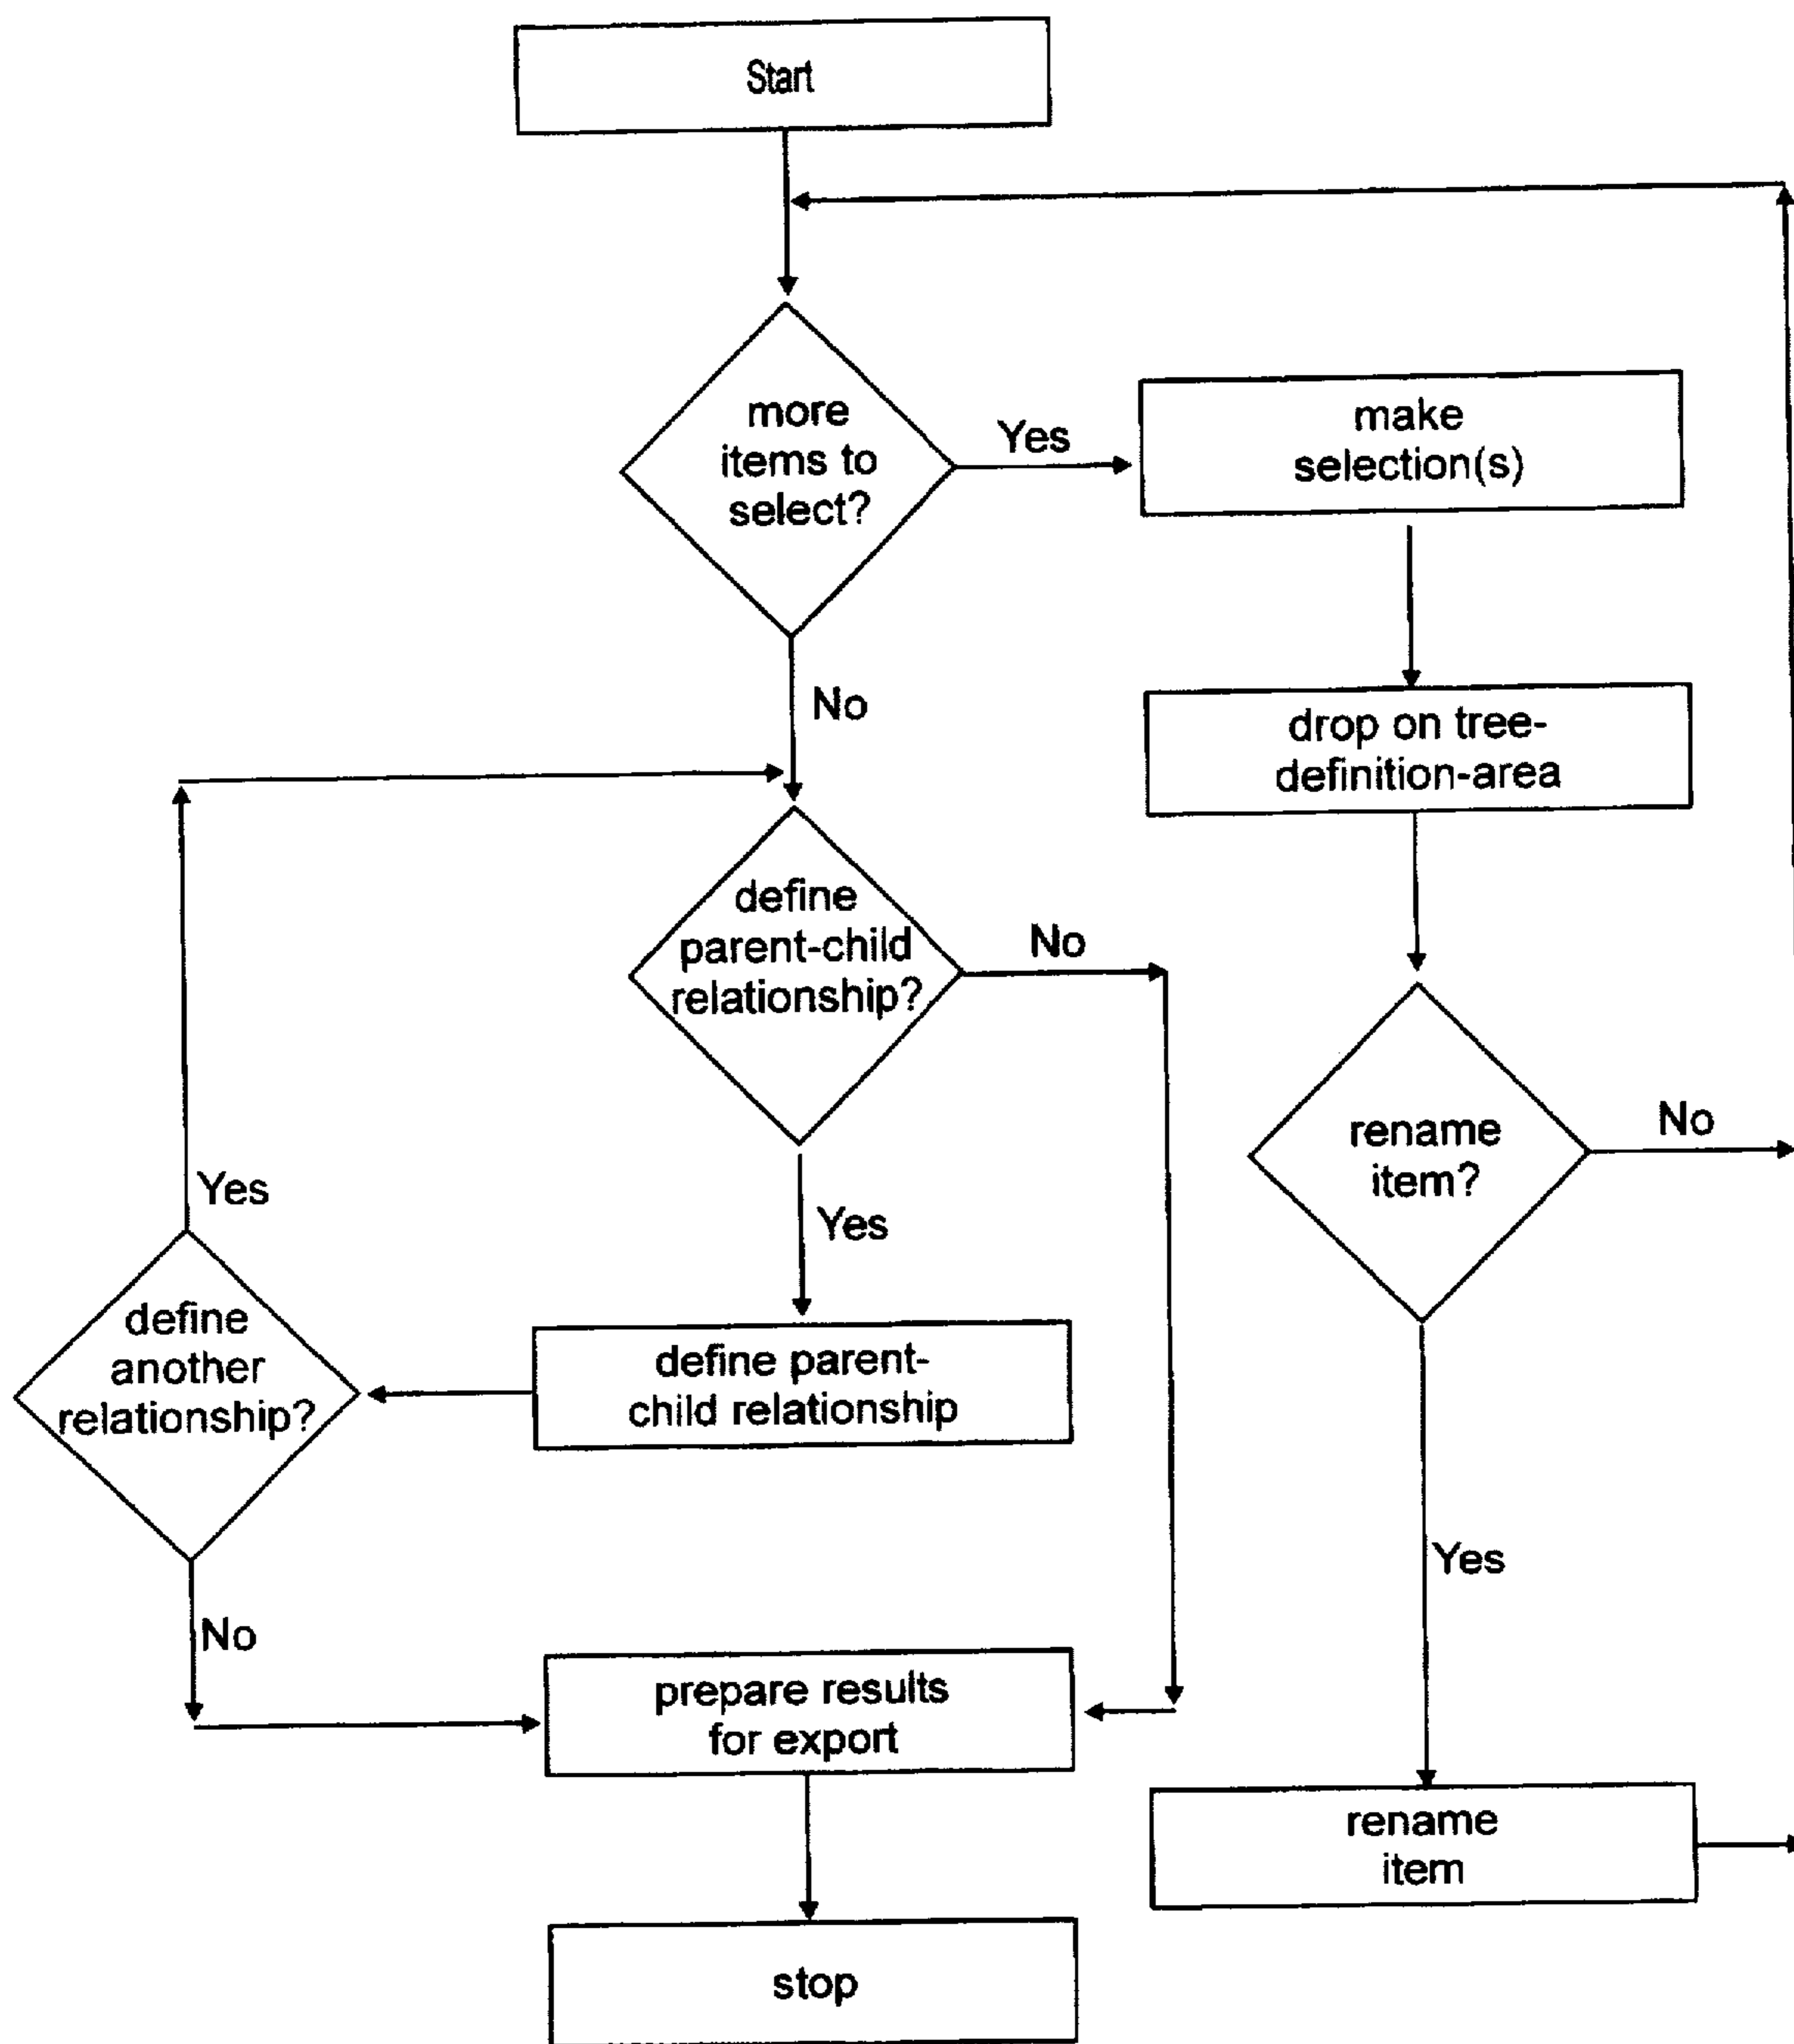 Start
more
items to
select?
Yes
make
selection(s)
No
drop on tree-
definition-area
define
parent-child
relationship?
No
rename
item?
No
Yes
Yes
define
another
relationship?
define parent-
child relationship
Yes
No
prepare results
for export
rename
item
stop